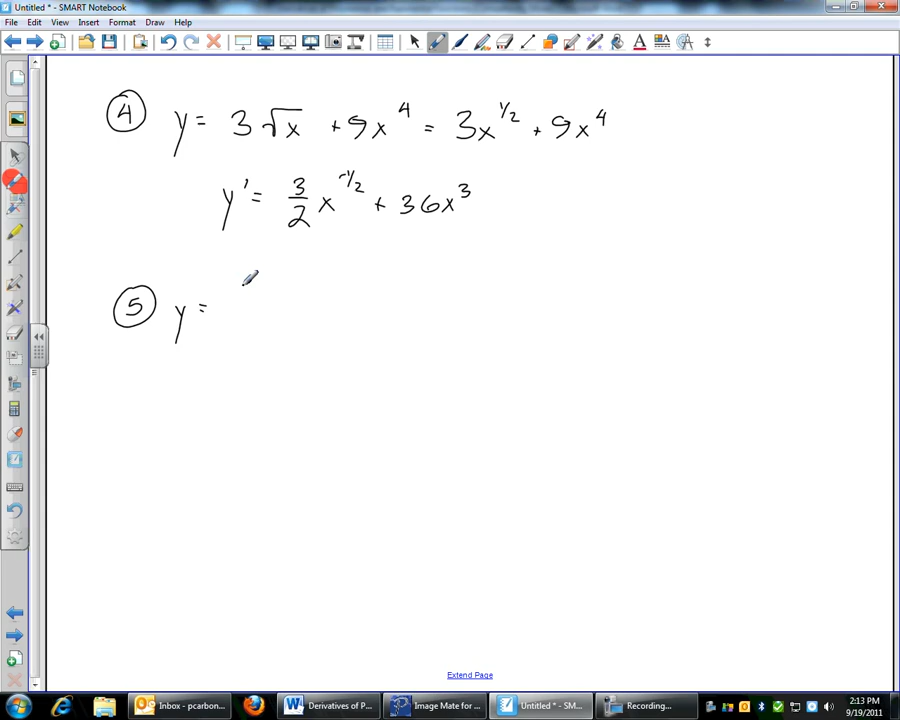 Untitled * - SMART Notebook
File Edit View Insert Format Draw Help
④ y = 3√x + 9x⁴ = 3x^1/2 + 9x⁴
y' = 3/2 x^-1/2 + 36x³
⑤ y =
Extend Page
Inbox - pcarbon... Derivatives of P... Image Mate for ... Untitled * - SM... Recording... 2:13 PM
9/19/2011